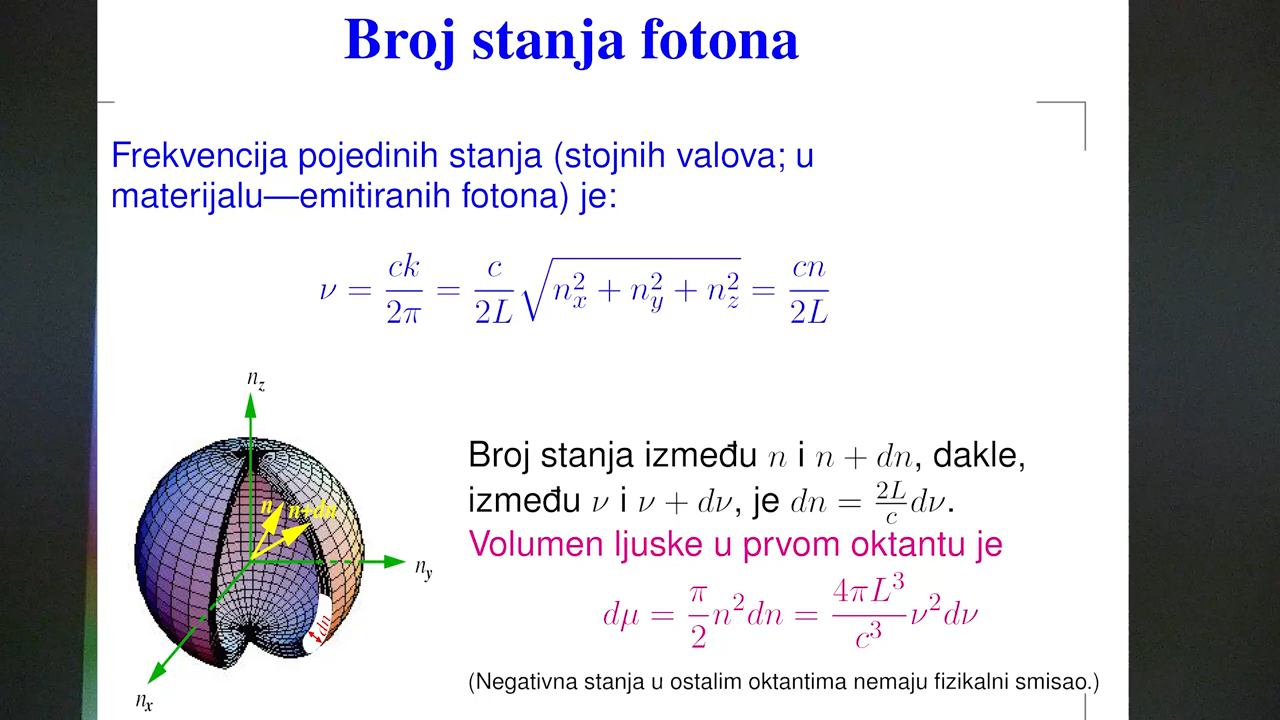 Broj stanja fotona
Frekvencija pojedinih stanja (stojnih valova; u
materijalu—emitiranih fotona) je:
ν = ck/2π = c/2L √(n_x² + n_y² + n_z²) = cn/2L
n_z
Broj stanja između n i n + dn, dakle,
između ν i ν + dν, je dn = 2L/c dν.
n
n+dn
Volumen ljuske u prvom oktantu je
n_y
dμ = π/2 n² dn = 4πL³/c³ ν² dν
dn
(Negativna stanja u ostalim oktantima nemaju fizikalni smisao.)
n_x